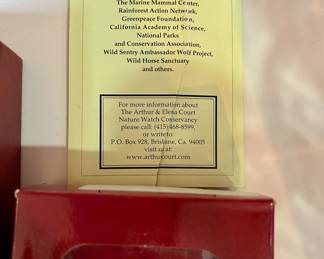 The Marine Mammal Center,
Rainforest Action Network,
Greenpeace Foundation,
California Academy of Science,
National Parks
and Conservation Association,
Wild Sentry Ambassador Wolf Project,
Wild Horse Sanctuary
and others.
For more information about
The Arthur & Elena Court
Nature Watch Conservancy
please call: (415)468-8599,
or write to:
P.O. Box 928, Brisbane, Ca. 94005
visit us at:
www.arthurcourt.com